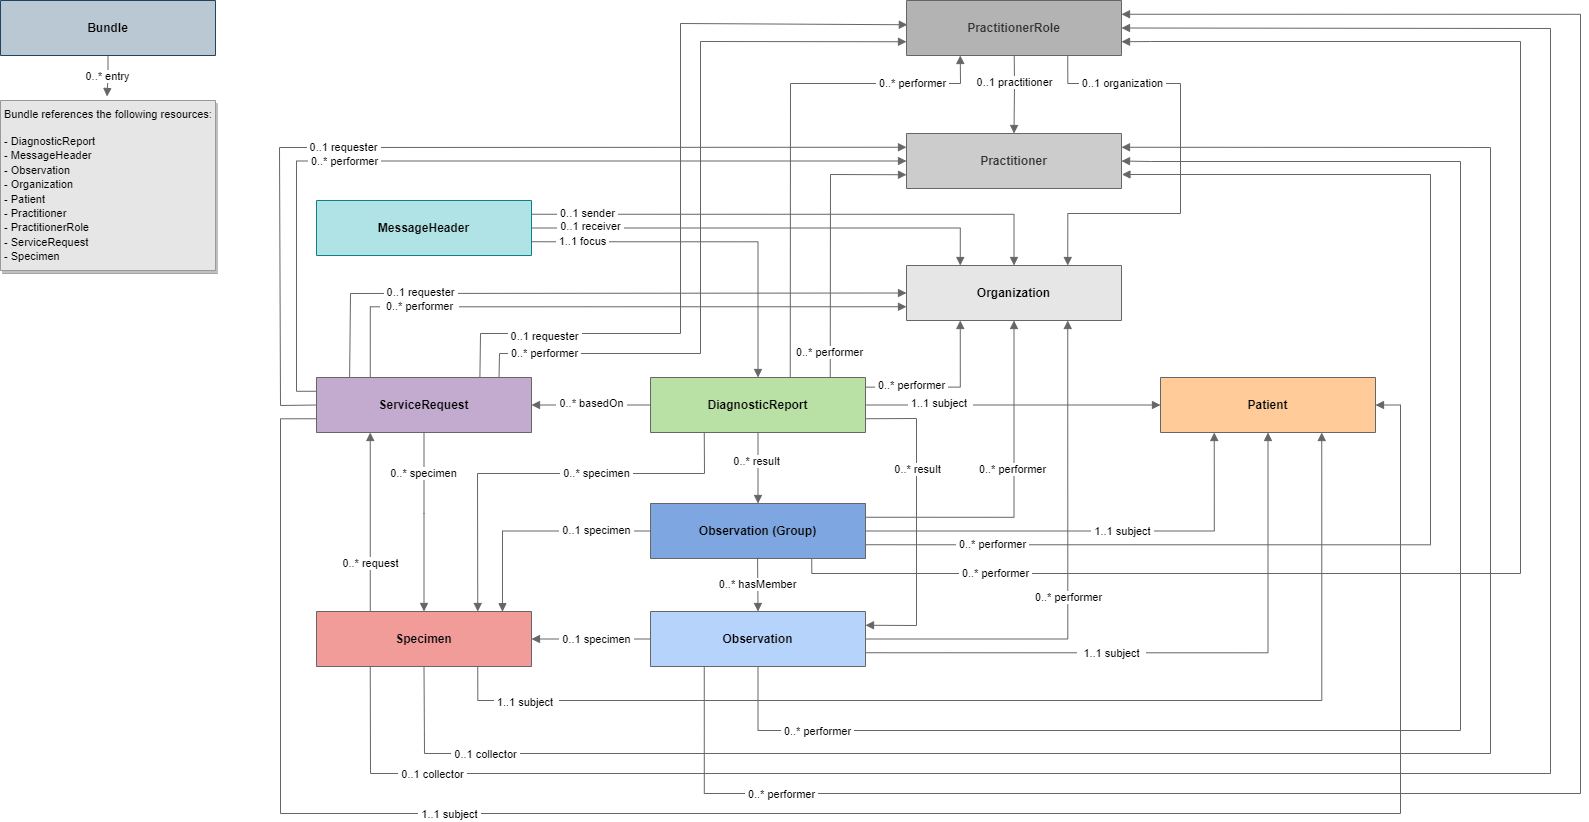 Bundle
0..* entry
Bundle references the following resources:
- DiagnosticReport
- MessageHeader
- Observation
- Organization
- Patient
- Practitioner
- PractitionerRole
- ServiceRequest
- Specimen
PractitionerRole
0..* performer
0..1 practitioner
0..1 organization
0..1 requester
0..* performer
Practitioner
MessageHeader
0..1 sender
0..1 receiver
1..1 focus
Organization
0..1 requester
0..* performer
0..1 requester
0..* performer
0..* performer
0..* performer
ServiceRequest
0..* basedOn
DiagnosticReport
1..1 subject
Patient
0..* specimen
0..* specimen
0..* result
0..* result
0..* performer
0..1 specimen
Observation (Group)
1..1 subject
0..* performer
0..* request
0..* hasMember
0..* performer
0..* performer
Specimen
0..1 specimen
Observation
1..1 subject
1..1 subject
0..* performer
0..1 collector
0..1 collector
0..* performer
1..1 subject